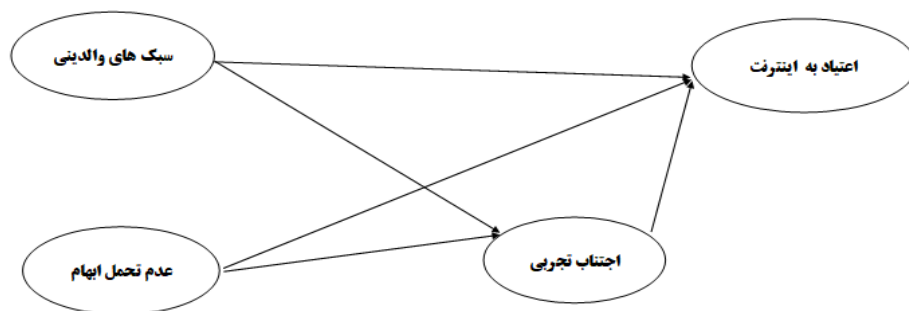 سبک های والدینی
اعتیاد به اینترنت
عدم تحمل ابهام
اجتناب تجربی